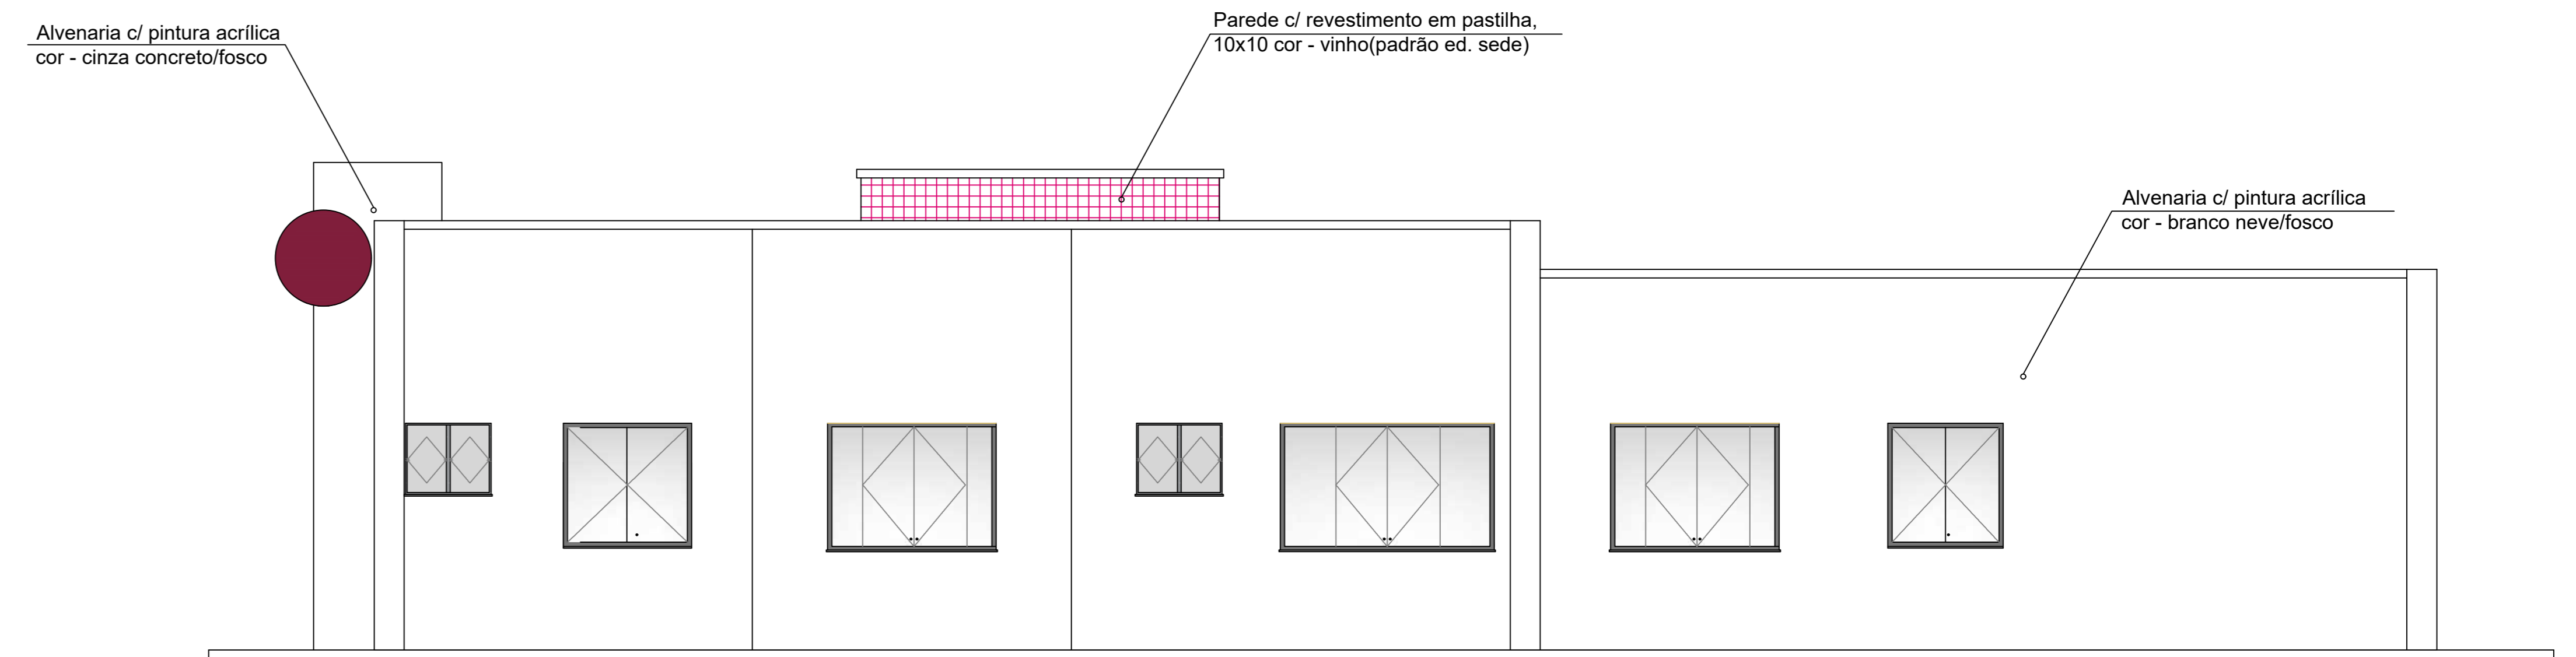 Alvenaria c/ pintura acrílica
cor - cinza concreto/fosco
Parede c/ revestimento em pastilha,
10x10 cor - vinho(padrão ed. sede)
Alvenaria c/ pintura acrílica
cor - branco neve/fosco